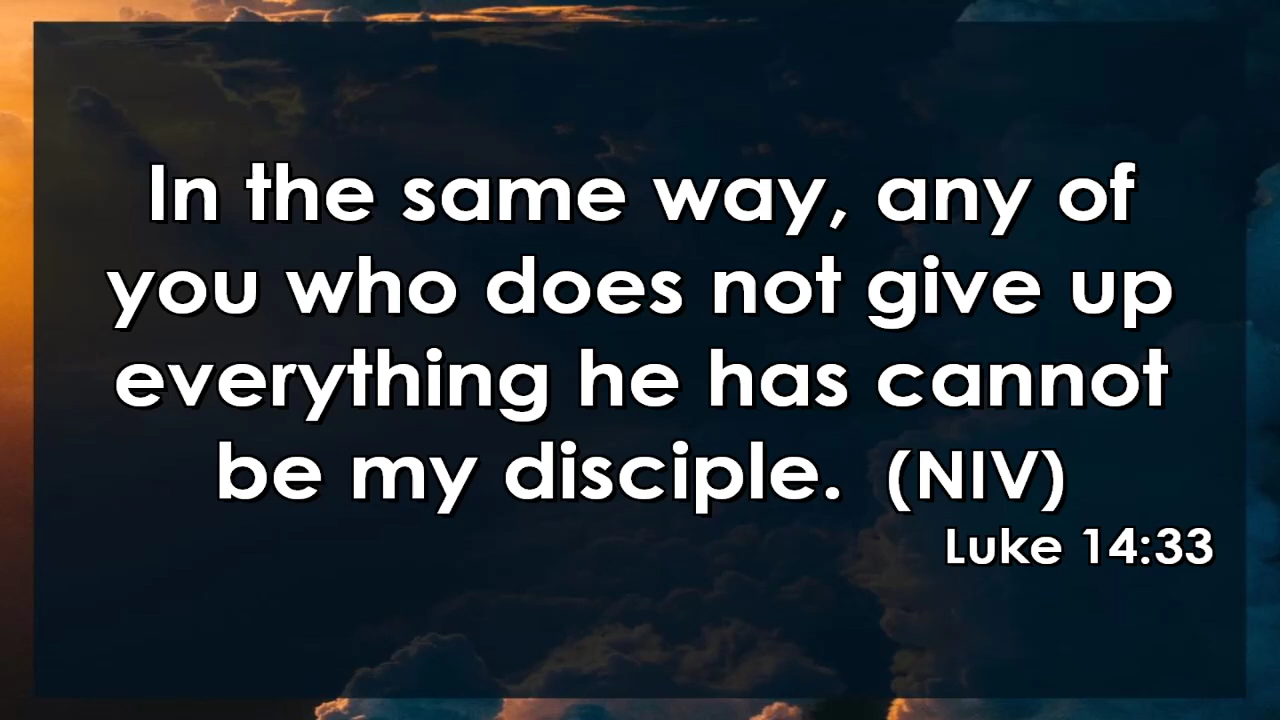 In the same way, any of
you who does not give up
everything he has cannot
be my disciple. (NIV)
Luke 14:33